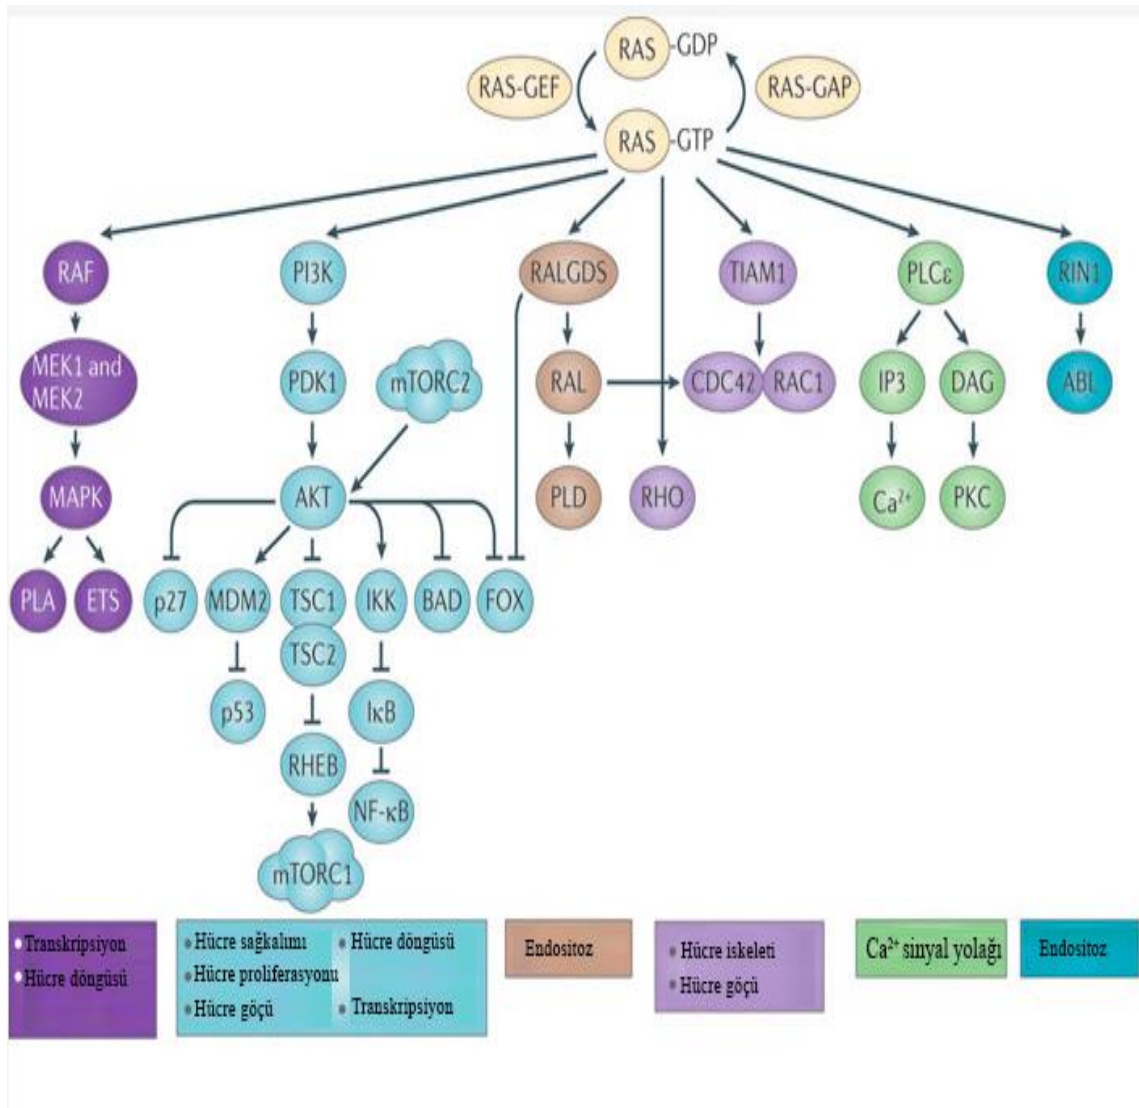 RAS
-GDP
RAS-GEF
RAS-GAP
RAS
-GTP
RAF
PI3K
RALGDS
TIAM1
PLCε
RIN1
MEK1 and
MEK2
PDK1
mTORC2
RAL
CDC42
RAC1
IP3
DAG
ABL
MAPK
AKT
PLD
RHO
Ca²⁺
PKC
PLA
ETS
p27
MDM2
TSC1
IKK
BAD
FOX
TSC2
p53
IκB
RHEB
NF-κB
mTORC1
• Transkripsiyon
• Hücre döngüsü
• Hücre sağkalımı
• Hücre proliferasyonu
• Hücre göçü
• Hücre döngüsü
• Transkripsiyon
Endositoz
• Hücre iskeleti
• Hücre göçü
Ca²⁺ sinyal yolağı
Endositoz